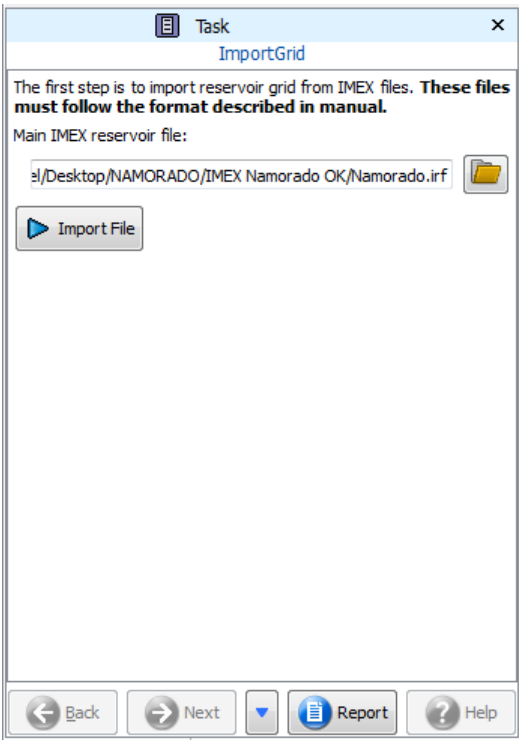 Task
ImportGrid
The first step is to import reservoir grid from IMEX files. These files
must follow the format described in manual.
Main IMEX reservoir file:
el/Desktop/NAMORADO/IMEX Namorado OK/Namorado.irf
Import File
Back Next Report Help